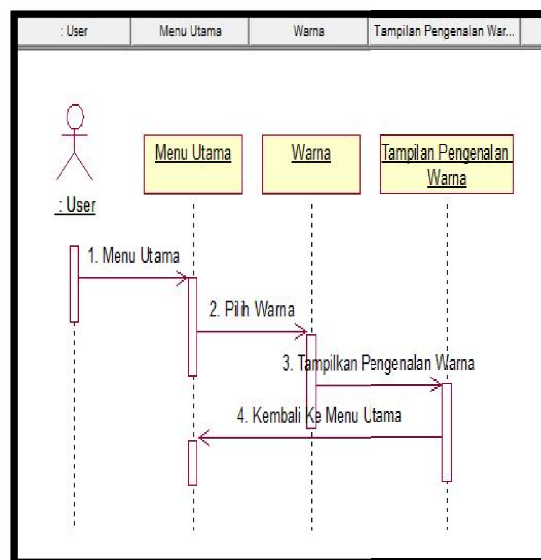 : User
Menu Utama
Warna
Tampilan Pengenalan War...
Menu Utama
Warna
Tampilan Pengenalan
Warna
: User
1. Menu Utama
2. Pilih Warna
3. Tampilkan Pengenalan Warna
4. Kembali Ke Menu Utama